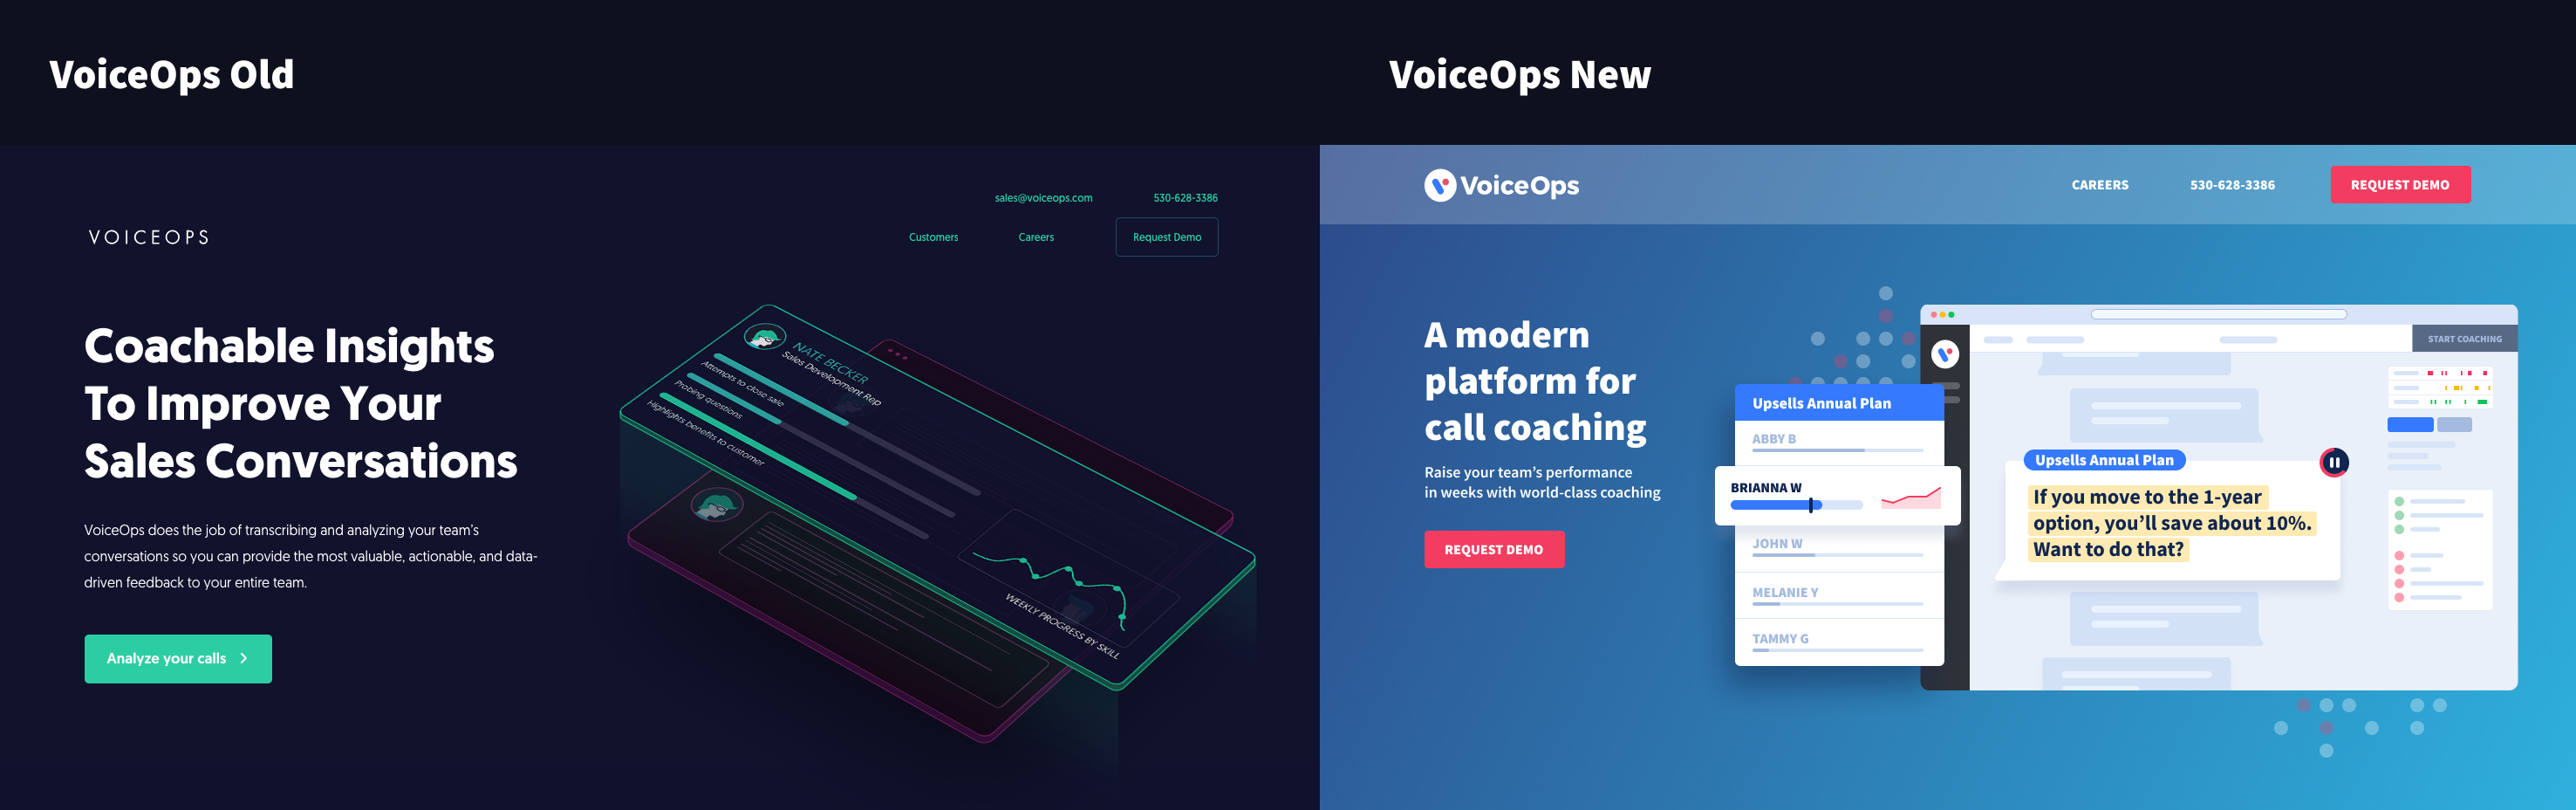 VoiceOps Old
VoiceOps New
sales@voiceops.com
530-628-3386
VOICEOPS
Customers
Careers
Request Demo
Coachable Insights
To Improve Your
Sales Conversations
VoiceOps does the job of transcribing and analyzing your team’s
conversations so you can provide the most valuable, actionable, and data-
driven feedback to your entire team.
Analyze your calls
NATE BECKER
Sales Development Rep
Attempts to close sale
Probing questions
Highlights benefits to customer
WEEKLY PROGRESS BY SKILL
VoiceOps
CAREERS
530-628-3386
REQUEST DEMO
A modern
platform for
call coaching
Raise your team’s performance
in weeks with world-class coaching
REQUEST DEMO
Upsells Annual Plan
ABBY B
BRIANNA W
JOHN W
MELANIE Y
TAMMY G
START COACHING
Upsells Annual Plan
If you move to the 1-year
option, you’ll save about 10%.
Want to do that?